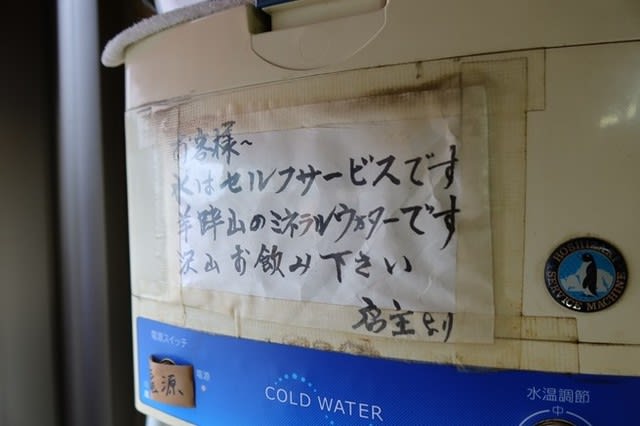 お客様~
水はセルフサービスです
羊蹄山のミネラルウォターです
沢山お飲み下さい
店主より
HOSHIZAKI
SERVICE MACHINE
電源スイッチ
電源
電源
COLD WATER
水温調節
中